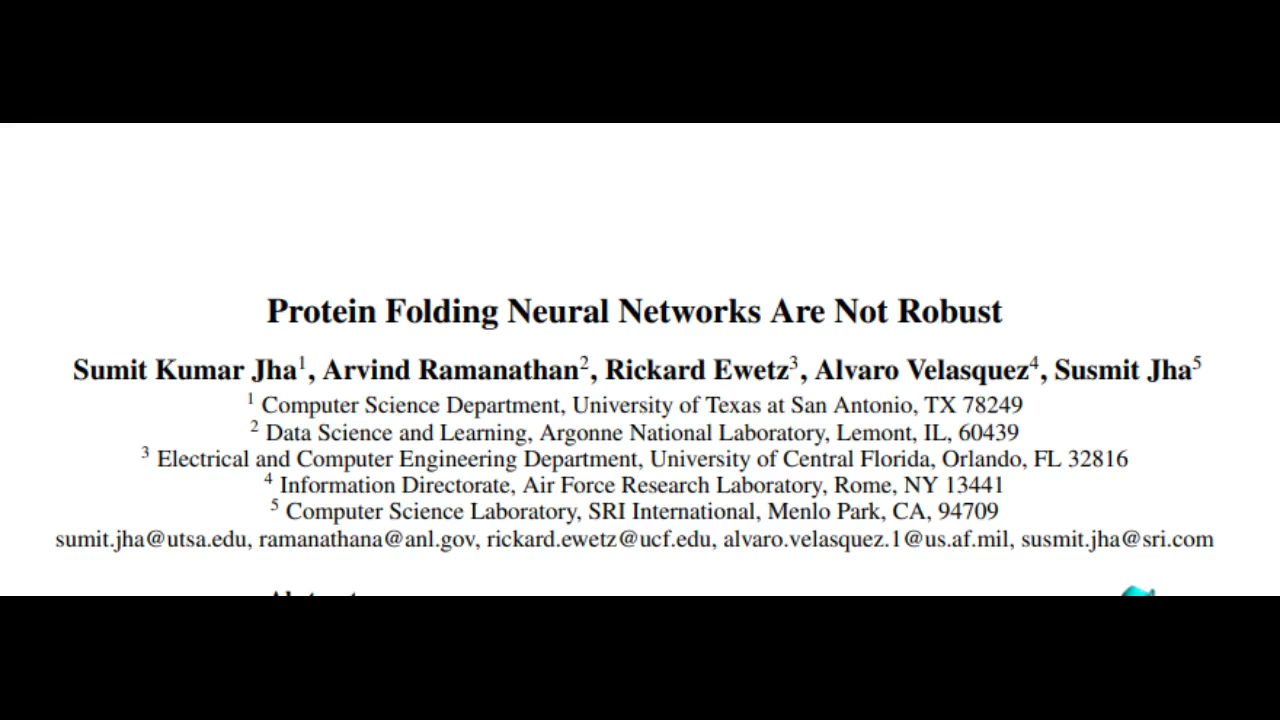 Protein Folding Neural Networks Are Not Robust
Sumit Kumar Jha1, Arvind Ramanathan2, Rickard Ewetz3, Alvaro Velasquez4, Susmit Jha5
1 Computer Science Department, University of Texas at San Antonio, TX 78249
2 Data Science and Learning, Argonne National Laboratory, Lemont, IL, 60439
3 Electrical and Computer Engineering Department, University of Central Florida, Orlando, FL 32816
4 Information Directorate, Air Force Research Laboratory, Rome, NY 13441
5 Computer Science Laboratory, SRI International, Menlo Park, CA, 94709
sumit.jha@utsa.edu, ramanathana@anl.gov, rickard.ewetz@ucf.edu, alvaro.velasquez.1@us.af.mil, susmit.jha@sri.com